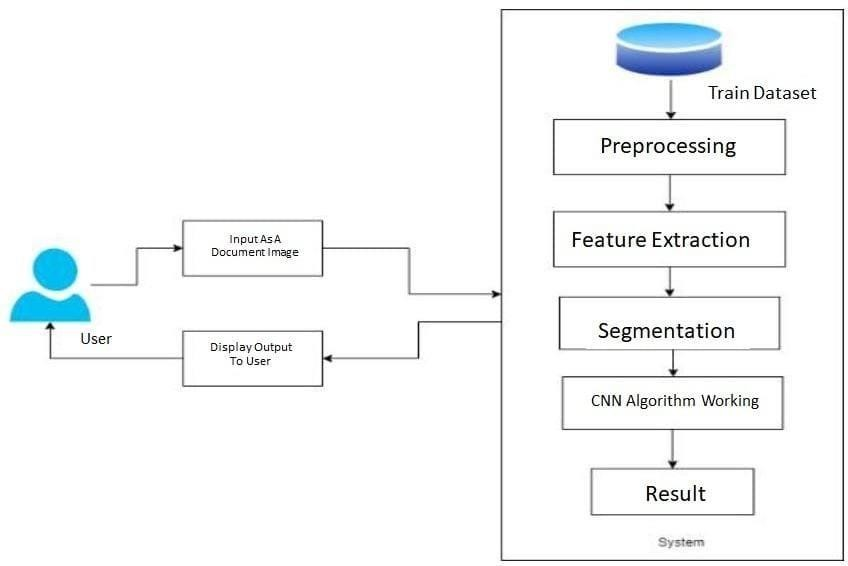 Train Dataset
Preprocessing
Feature Extraction
Segmentation
CNN Algorithm Working
Result
System
Input As A
Document Image
User
Display Output
To User